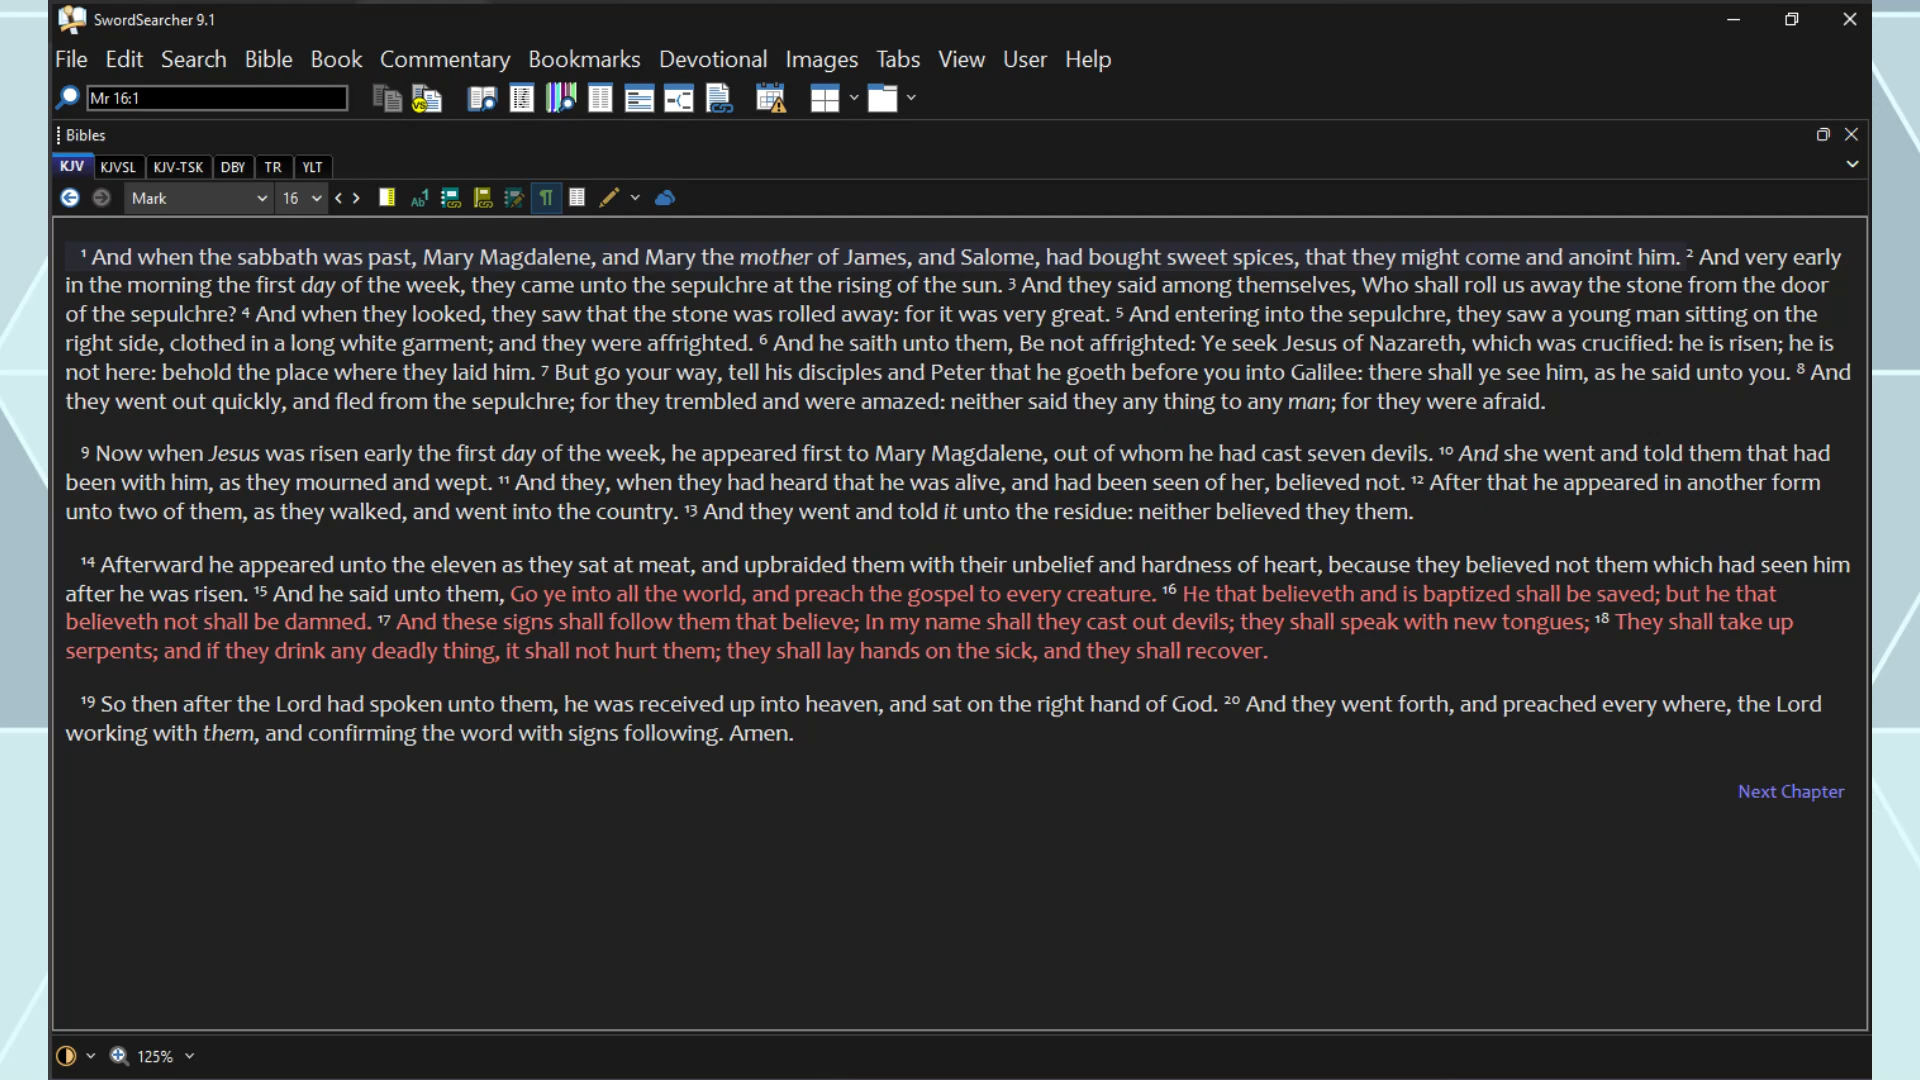 SwordSearcher 9.1
File Edit Search Bible Book Commentary Bookmarks Devotional Images Tabs View User Help
Mr 16:1
Bibles
KJV KJVSL KJV-TSK DBY TR YLT
Mark 16
¹ And when the sabbath was past, Mary Magdalene, and Mary the mother of James, and Salome, had bought sweet spices, that they might come and anoint him. ² And very early
in the morning the first day of the week, they came unto the sepulchre at the rising of the sun. ³ And they said among themselves, Who shall roll us away the stone from the door
of the sepulchre? ⁴ And when they looked, they saw that the stone was rolled away: for it was very great. ⁵ And entering into the sepulchre, they saw a young man sitting on the
right side, clothed in a long white garment; and they were affrighted. ⁶ And he saith unto them, Be not affrighted: Ye seek Jesus of Nazareth, which was crucified: he is risen; he is
not here: behold the place where they laid him. ⁷ But go your way, tell his disciples and Peter that he goeth before you into Galilee: there shall ye see him, as he said unto you. ⁸ And
they went out quickly, and fled from the sepulchre; for they trembled and were amazed: neither said they any thing to any man; for they were afraid.
⁹ Now when Jesus was risen early the first day of the week, he appeared first to Mary Magdalene, out of whom he had cast seven devils. ¹⁰ And she went and told them that had
been with him, as they mourned and wept. ¹¹ And they, when they had heard that he was alive, and had been seen of her, believed not. ¹² After that he appeared in another form
unto two of them, as they walked, and went into the country. ¹³ And they went and told it unto the residue: neither believed they them.
¹⁴ Afterward he appeared unto the eleven as they sat at meat, and upbraided them with their unbelief and hardness of heart, because they believed not them which had seen him
after he was risen. ¹⁵ And he said unto them, Go ye into all the world, and preach the gospel to every creature. ¹⁶ He that believeth and is baptized shall be saved; but he that
believeth not shall be damned. ¹⁷ And these signs shall follow them that believe; In my name shall they cast out devils; they shall speak with new tongues; ¹⁸ They shall take up
serpents; and if they drink any deadly thing, it shall not hurt them; they shall lay hands on the sick, and they shall recover.
¹⁹ So then after the Lord had spoken unto them, he was received up into heaven, and sat on the right hand of God. ²⁰ And they went forth, and preached every where, the Lord
working with them, and confirming the word with signs following. Amen.
Next Chapter
125%